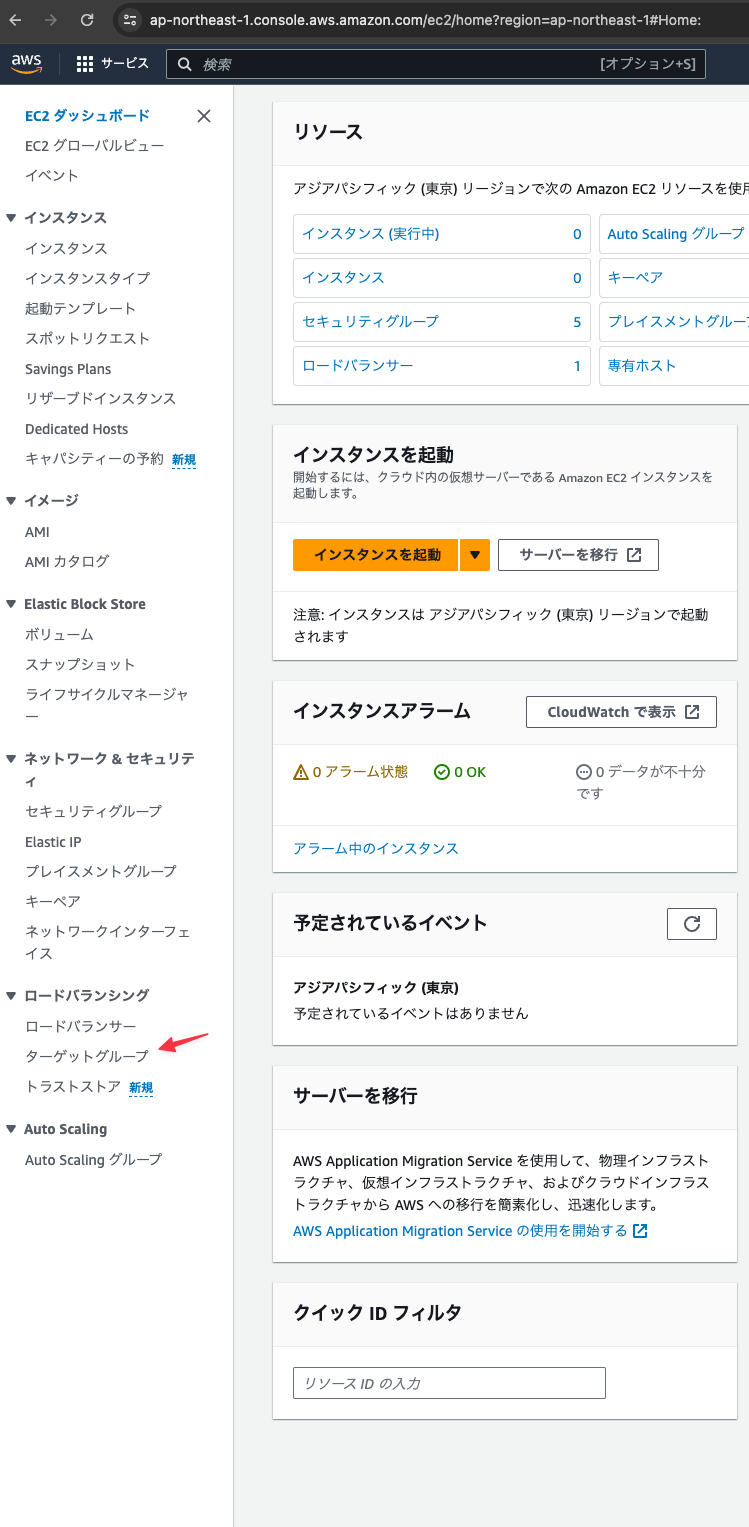 ap-northeast-1.console.aws.amazon.com/ec2/home?region=ap-northeast-1#Home:
aws
サービス
検索
[オプション+S]
EC2 ダッシュボード
EC2 グローバルビュー
イベント
インスタンス
インスタンス
インスタンスタイプ
起動テンプレート
スポットリクエスト
Savings Plans
リザーブドインスタンス
Dedicated Hosts
キャパシティーの予約 新規
イメージ
AMI
AMI カタログ
Elastic Block Store
ボリューム
スナップショット
ライフサイクルマネージャ
ー
ネットワーク & セキュリテ
ィ
セキュリティグループ
Elastic IP
プレイスメントグループ
キーペア
ネットワークインターフェ
イス
ロードバランシング
ロードバランサー
ターゲットグループ
トラストストア 新規
Auto Scaling
Auto Scaling グループ
リソース
アジアパシフィック (東京) リージョンで次の Amazon EC2 リソースを使用
インスタンス (実行中) 0
Auto Scaling グループ
インスタンス 0
キーペア
セキュリティグループ 5
プレイスメントグルー
ロードバランサー 1
専有ホスト
インスタンスを起動
開始するには、クラウド内の仮想サーバーである Amazon EC2 インスタンスを
起動します。
インスタンスを起動
サーバーを移行
注意: インスタンスは アジアパシフィック (東京) リージョンで起動
されます
インスタンスアラーム
CloudWatch で表示
0 アラーム状態
0 OK
0 データが不十分
です
アラーム中のインスタンス
予定されているイベント
アジアパシフィック (東京)
予定されているイベントはありません
サーバーを移行
AWS Application Migration Service を使用して、物理インフラスト
ラクチャ、仮想インフラストラクチャ、およびクラウドインフラス
トラクチャから AWS への移行を簡素化し、迅速化します。
AWS Application Migration Service の使用を開始する
クイック ID フィルタ
リソース ID の入力